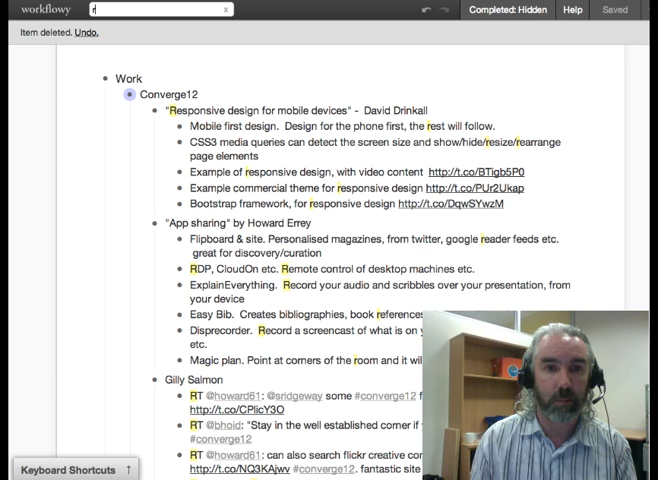 workflowy
r
x
Completed: Hidden
Help
Saved
Item deleted. Undo.
Work
Converge12
"Responsive design for mobile devices" - David Drinkall
Mobile first design. Design for the phone first, the rest will follow.
CSS3 media queries can detect the screen size and show/hide/resize/rearrange
page elements
Example of responsive design, with video content http://t.co/BTigb5P0
Example commercial theme for responsive design http://t.co/PUr2Ukap
Bootstrap framework, for responsive design http://t.co/DqwSYwzM
"App sharing" by Howard Errey
Flipboard & site. Personalised magazines, from twitter, google reader feeds etc.
great for discovery/curation
RDP, CloudOn etc. Remote control of desktop machines etc.
ExplainEverything. Record your audio and scribbles over your presentation, from
your device
Easy Bib. Creates bibliographies, book references
Disprecorder. Record a screencast of what is on
etc.
Magic plan. Point at corners of the room and it will
Gilly Salmon
RT @howard61: @sridgeway some #converge12
http://t.co/CPlicY3O
RT @bhoid: "Stay in the well established corner if
#converge12
RT @howard61: can also search flickr creative
http://t.co/NQ3KAjwv #converge12. fantastic site
Keyboard Shortcuts ↑